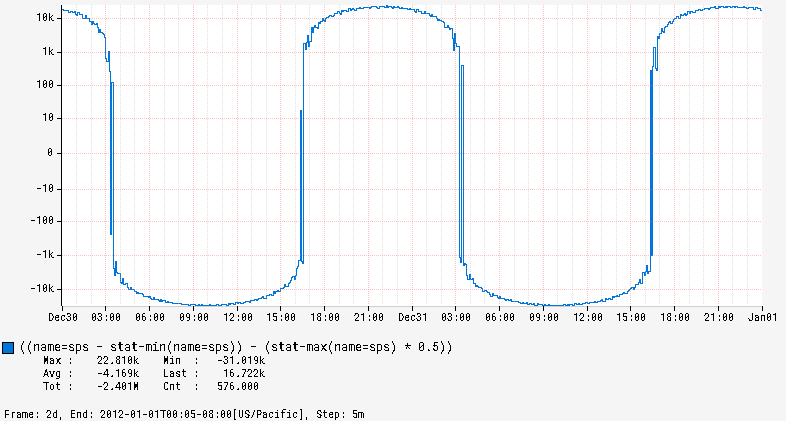 10k
1k
100
10
0
-10
-100
-1k
-10k
Dec30 03:00 06:00 09:00 12:00 15:00 18:00 21:00 Dec31 03:00 06:00 09:00 12:00 15:00 18:00 21:00 Jan01
((name=sps - stat-min(name=sps)) - (stat-max(name=sps) * 0.5))
Max : 22.810k Min : -31.019k
Avg : -4.169k Last : 16.722k
Tot : -2.401M Cnt : 576.000
Frame: 2d, End: 2012-01-01T00:05-08:00[US/Pacific], Step: 5m